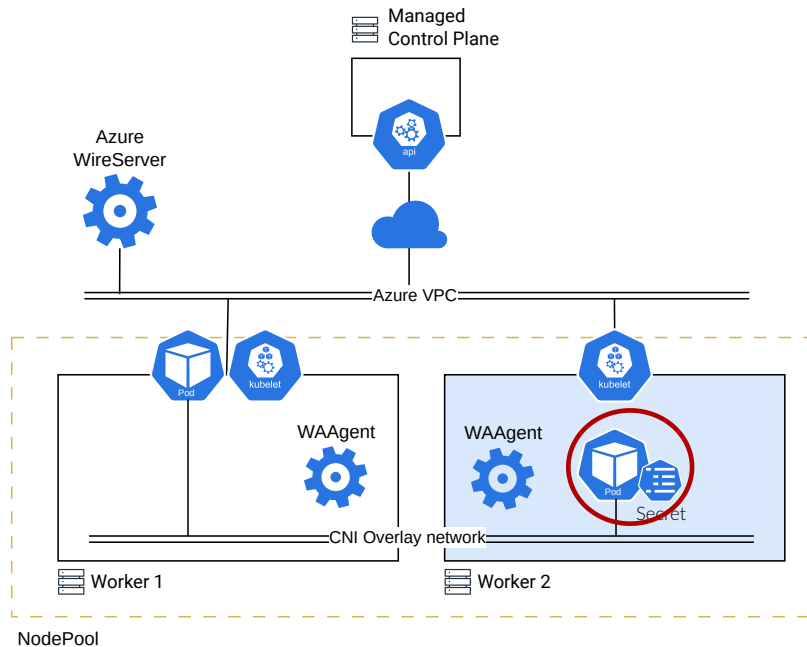 Managed
Control Plane
api
Azure
WireServer
Azure VPC
Pod
kubelet
kubelet
WAAgent
WAAgent
Pod
Secret
CNI Overlay network
Worker 1
Worker 2
NodePool